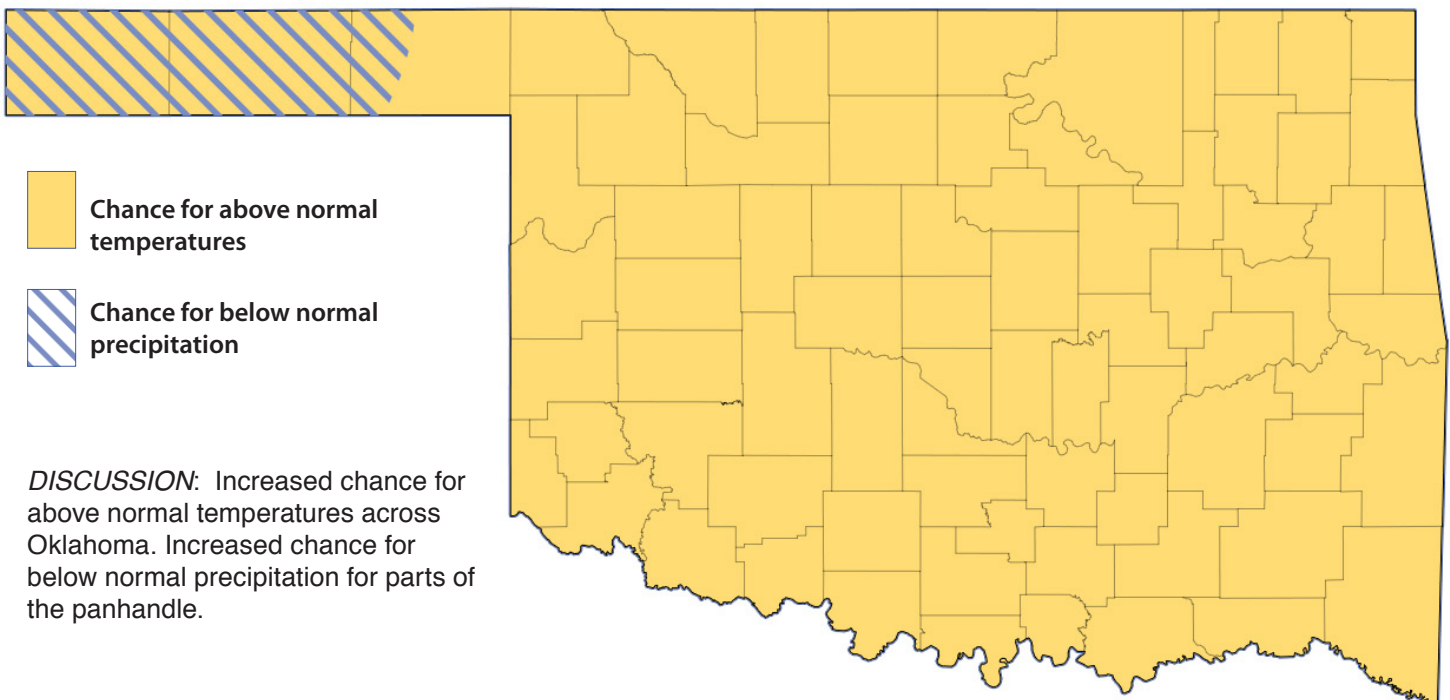 Chance for above normal
temperatures
Chance for below normal
precipitation
DISCUSSION:  Increased chance for
above normal temperatures across
Oklahoma. Increased chance for
below normal precipitation for parts of
the panhandle.